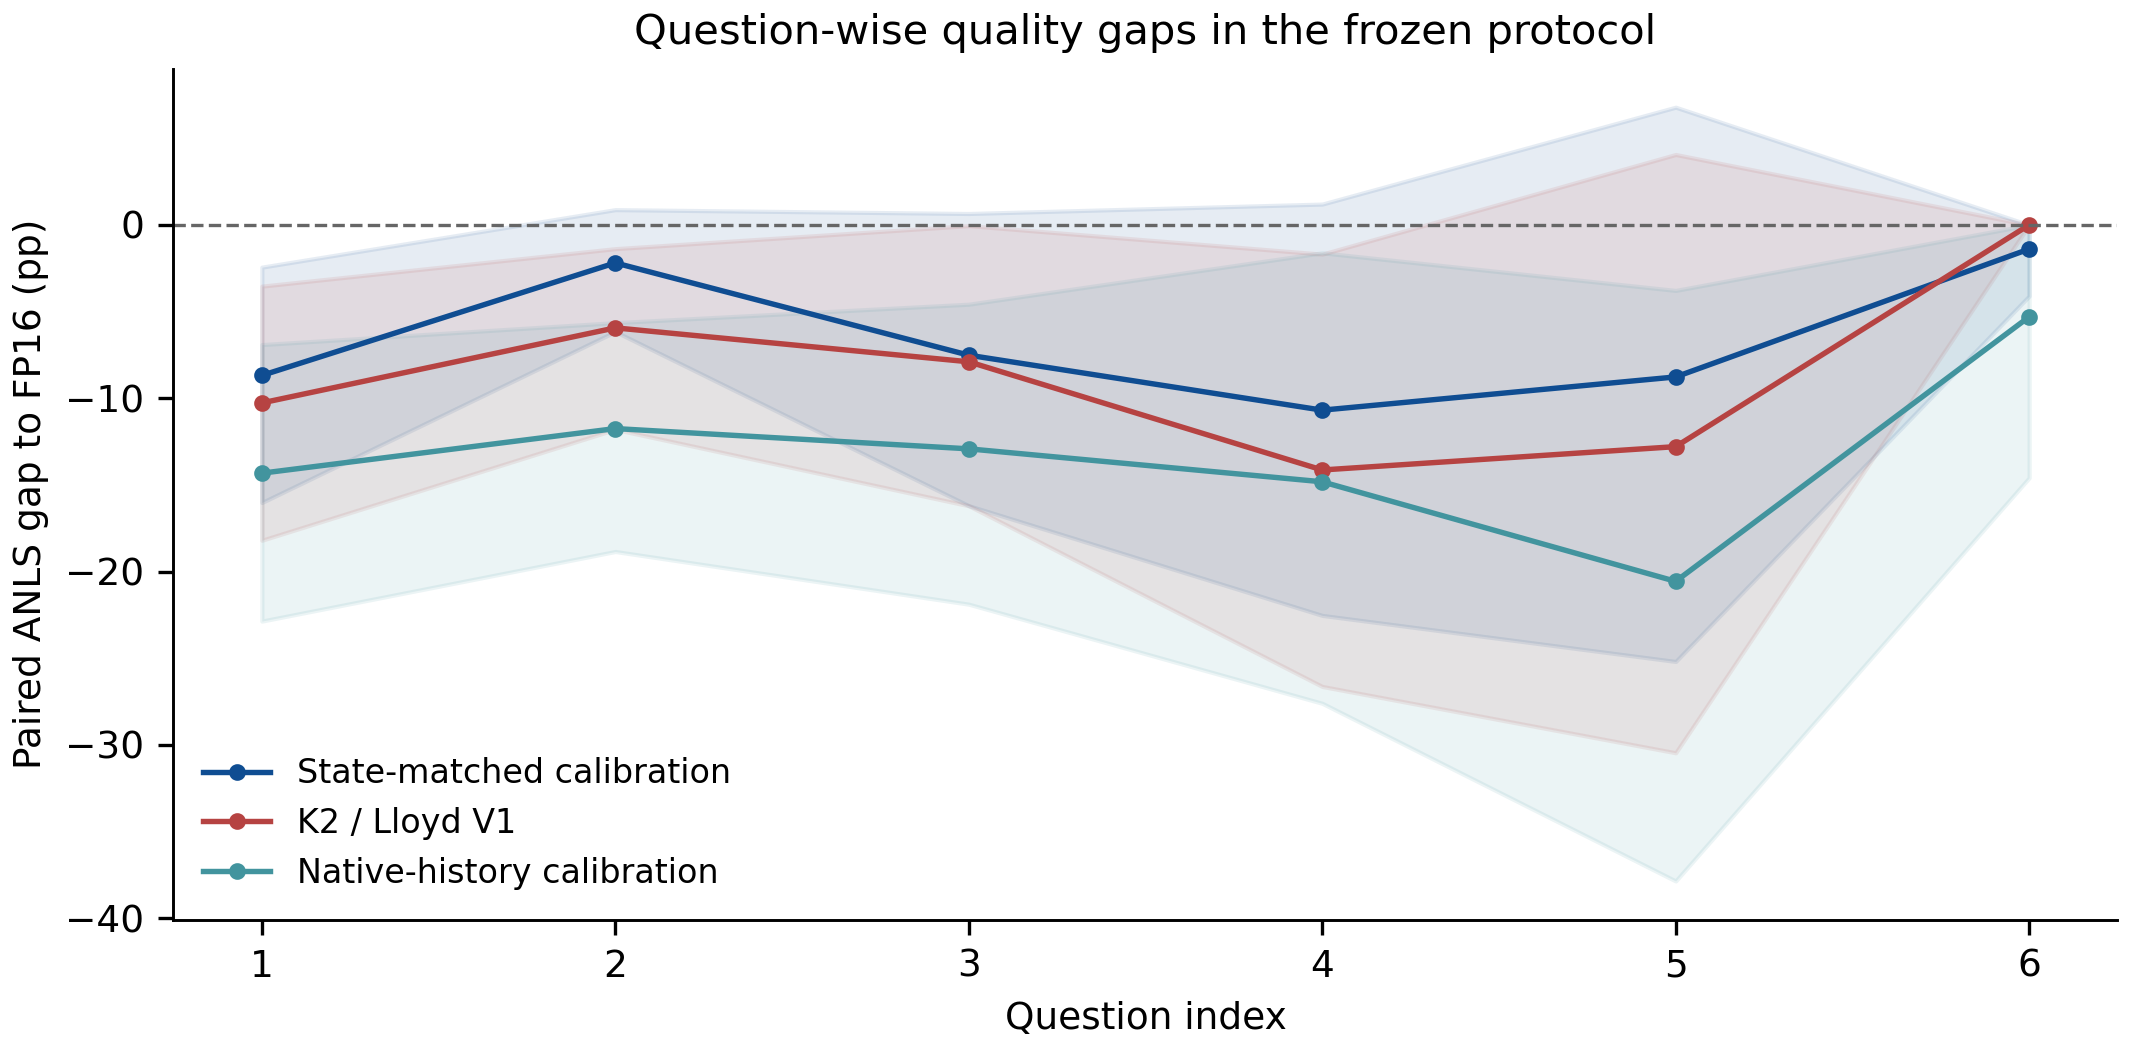 Question-wise quality gaps in the frozen protocol
Paired ANLS gap to FP16 (pp)
0
−10
−20
−30
−40
State-matched calibration
K2 / Lloyd V1
Native-history calibration
1 2 3 4 5 6
Question index